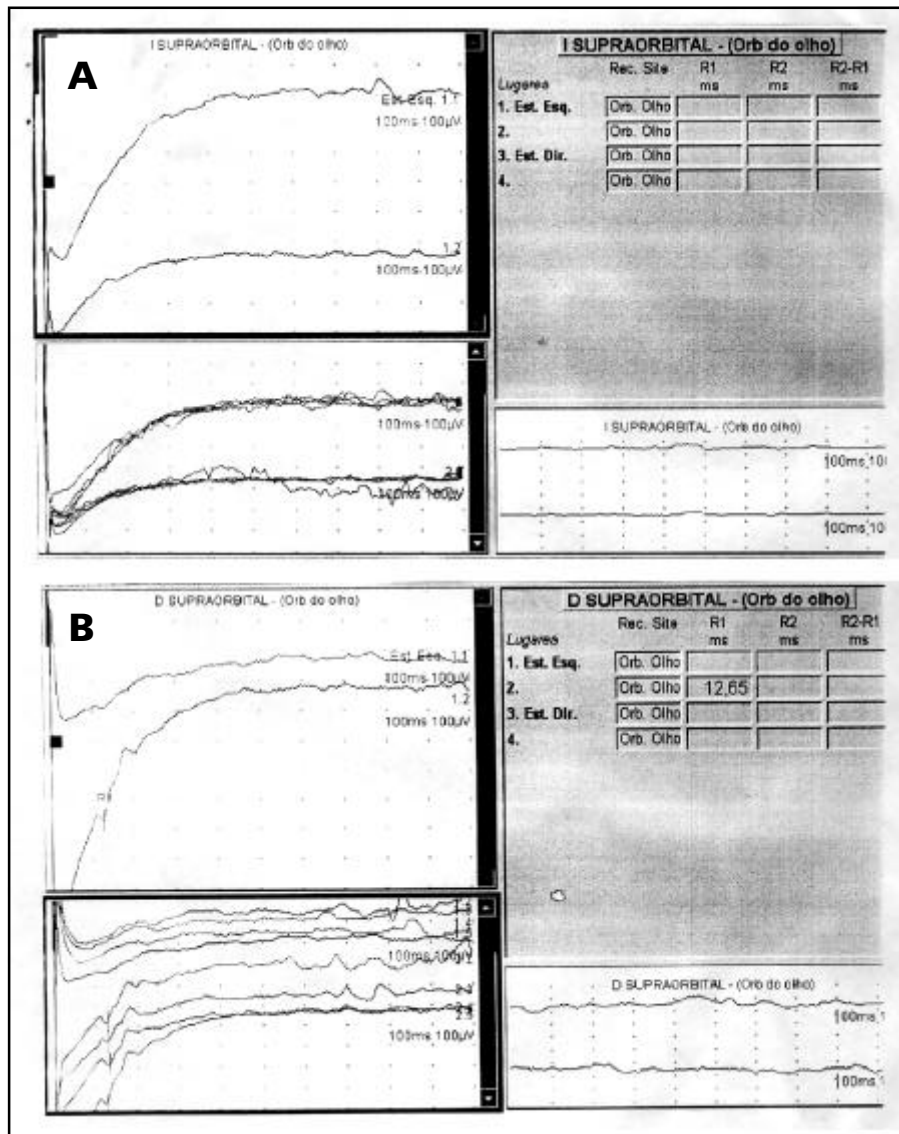 A
I SUPRAORBITAL - (Orb do olho)
Est Esq. 1.1
100ms 100µV
1.2
100ms 100µV
100ms 100µV
100ms 100µV
I SUPRAORBITAL - (Orb do olho)
Lugares Rec. Site R1 ms R2 ms R2-R1 ms
1. Est. Esq. Orb. Olho
2. Orb. Olho
3. Est. Dir. Orb. Olho
4. Orb. Olho
I SUPRAORBITAL - (Orb do olho)
100ms 10
100ms 10
B
D SUPRAORBITAL - (Orb do olho)
Est Esq. 1.1
100ms 100µV
1.2
100ms 100µV
R
100ms 100µV
100ms 100µV
D SUPRAORBITAL - (Orb do olho)
Lugares Rec. Site R1 ms R2 ms R2-R1 ms
1. Est. Esq. Orb. Olho
2. Orb. Olho 12,65
3. Est. Dir. Orb. Olho
4. Orb. Olho
D SUPRAORBITAL - (Orb do olho)
100ms 1
100ms 1